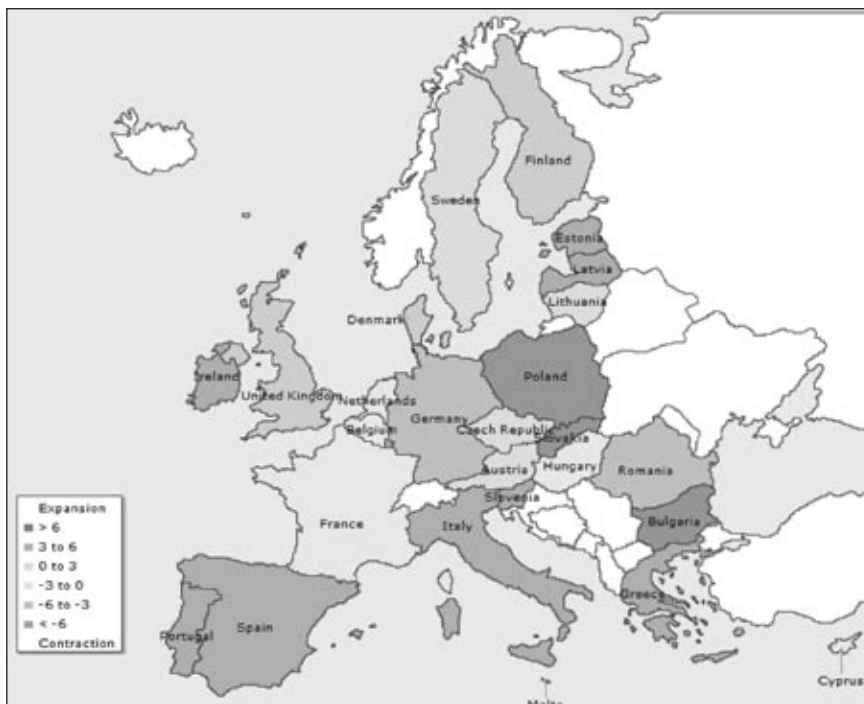 Finland
Sweden
Estonia
Latvia
Lithuania
Denmark
Ireland
Poland
United Kingdom
Netherlands
Germany
Belgium
Czech Republic
Slovakia
Austria
Hungary
Romania
Slovenia
France
Italy
Bulgaria
Greece
Portugal
Spain
Cyprus
Malta
Expansion
> 6
3 to 6
0 to 3
-3 to 0
-6 to -3
< -6
Contraction